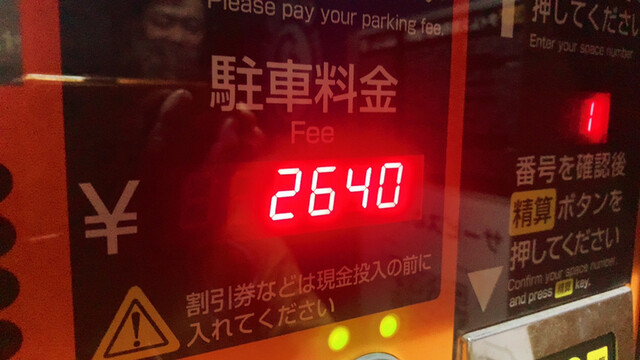 Please pay your parking fee.
駐車料金
Fee
¥ 2640
割引券などは現金投入の前に
入れてください
押してください
Enter your space number
1
番号を確認後
精算 ボタンを
押してください
Confirm your space number
and press 精算 key.